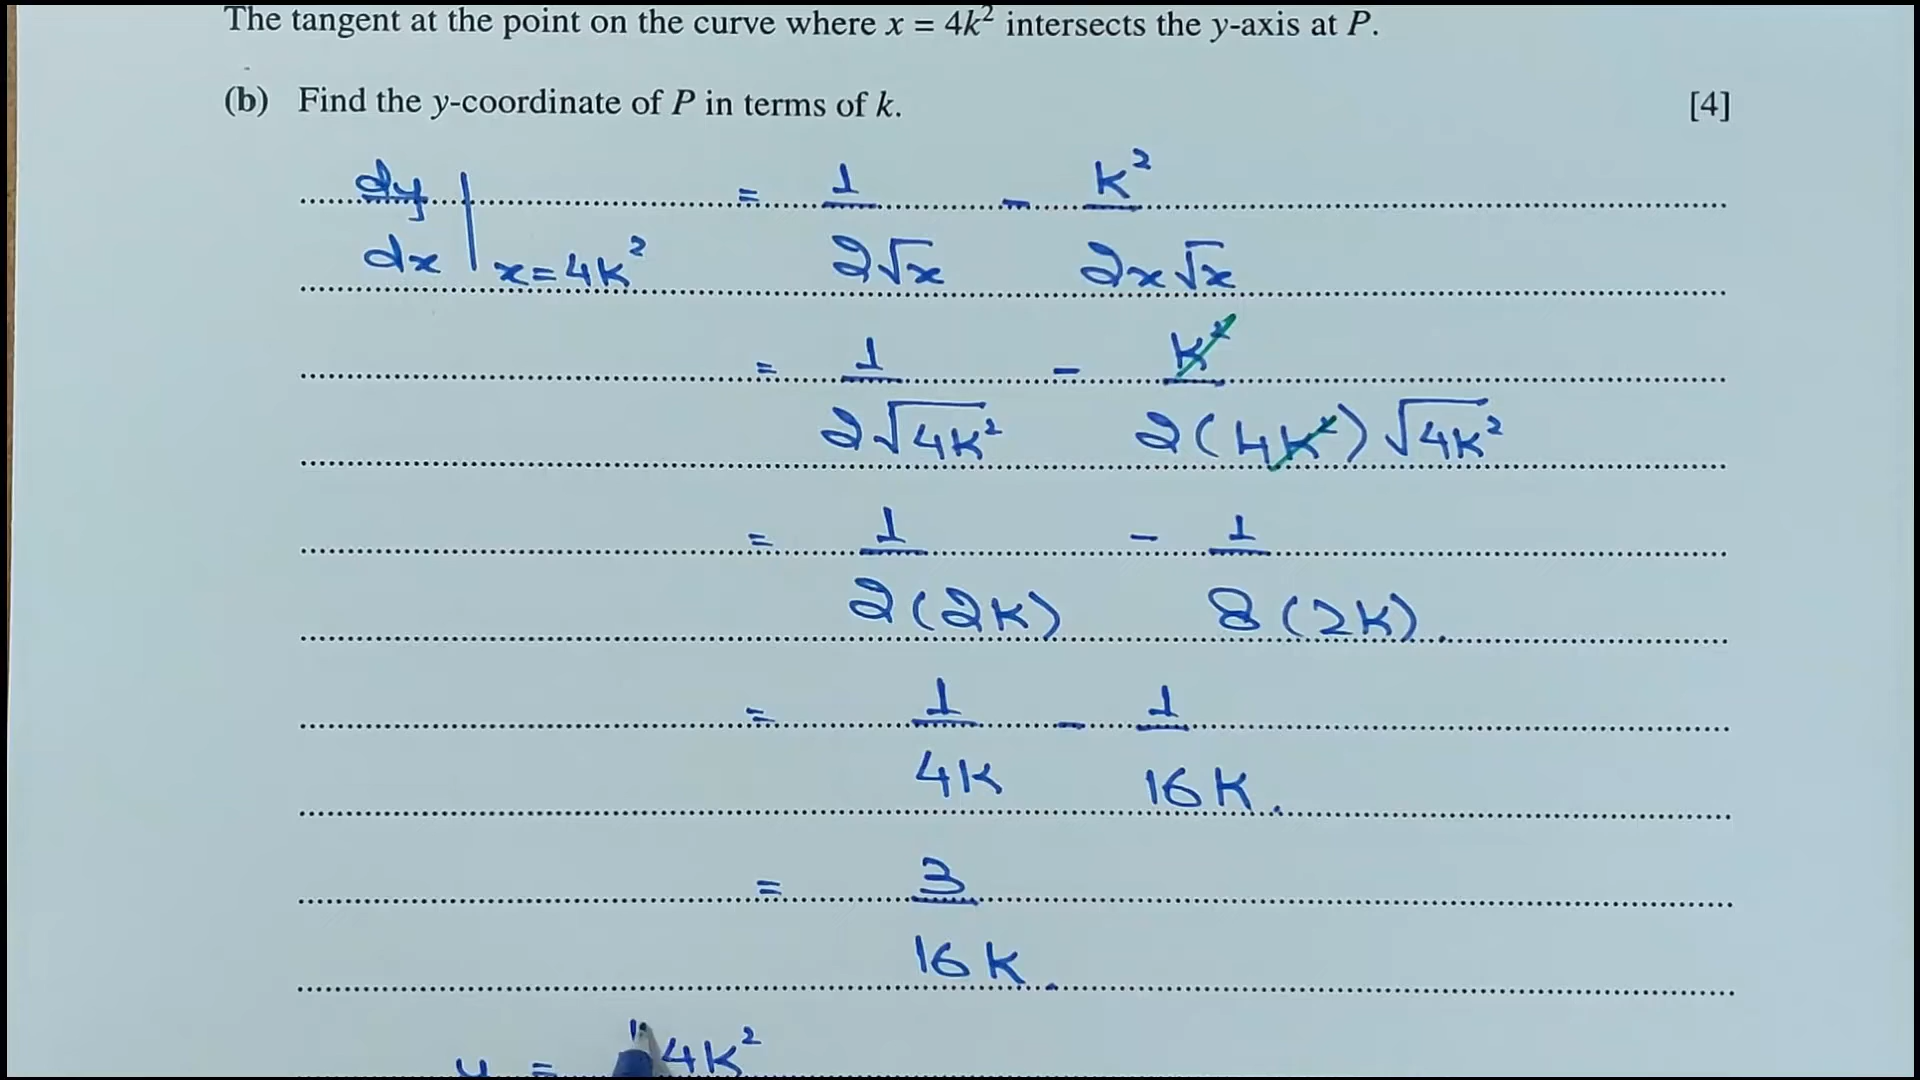 The tangent at the point on the curve where x = 4k² intersects the y-axis at P.
(b) Find the y-coordinate of P in terms of k. [4]
dy/dx | x=4k² = 1/2√x - k²/2x√x
= 1/2√4k² - k²/2(4k²)√4k²
= 1/2(2k) - 1/8(2k).
= 1/4k - 1/16k.
= 3/16k.
y = 4k²